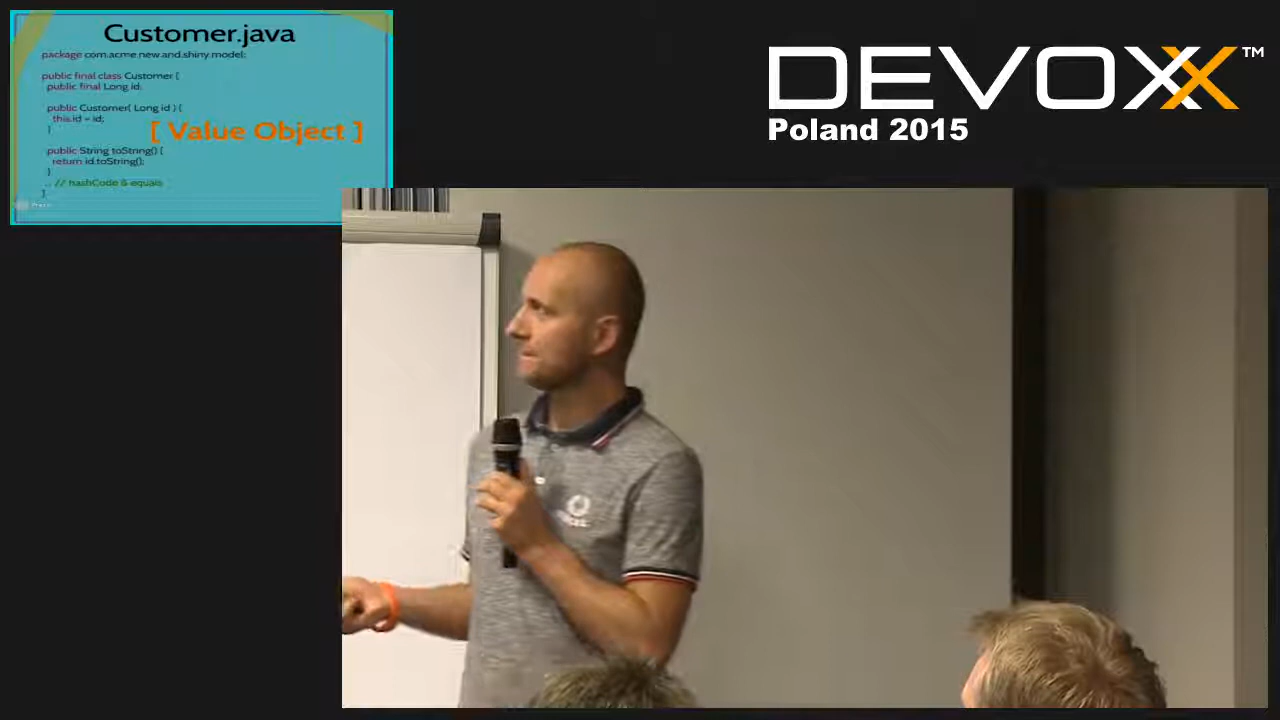 Customer.java
package com.acme.new.and.shiny.model;
public final class Customer {
public final Long id;
public Customer( Long id ) {
this.id = id;
}
[ Value Object ]
public String toString() {
return id.toString();
}
// hashCode & equals
}
DEVOXX™
Poland 2015